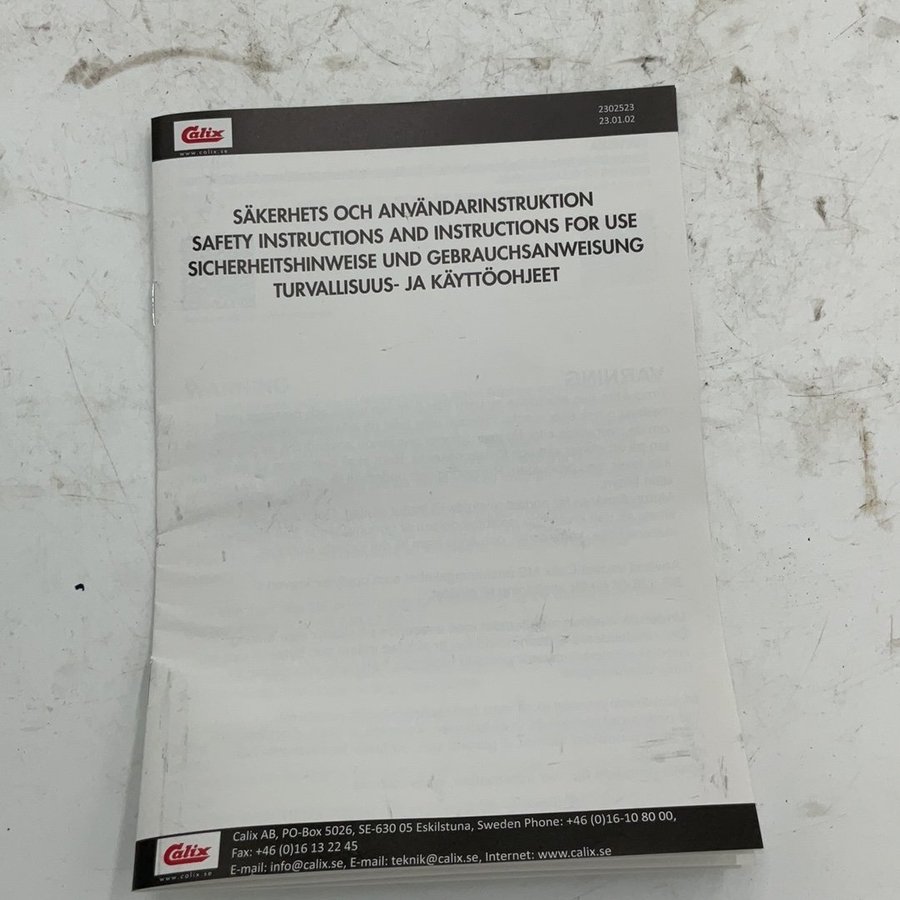 Calix
www.calix.se
2302523
23.01.02
SÄKERHETS OCH ANVÄNDARINSTRUKTION
SAFETY INSTRUCTIONS AND INSTRUCTIONS FOR USE
SICHERHEITSHINWEISE UND GEBRAUCHSANWEISUNG
TURVALLISUUS- JA KÄYTTÖOHJEET
VARNING
Calix
www.calix.se
Calix AB, PO-Box 5026, SE-630 05 Eskilstuna, Sweden Phone: +46 (0)16-10 80 00,
Fax: +46 (0)16 13 22 45
E-mail: info@calix.se, E-mail: teknik@calix.se, Internet: www.calix.se